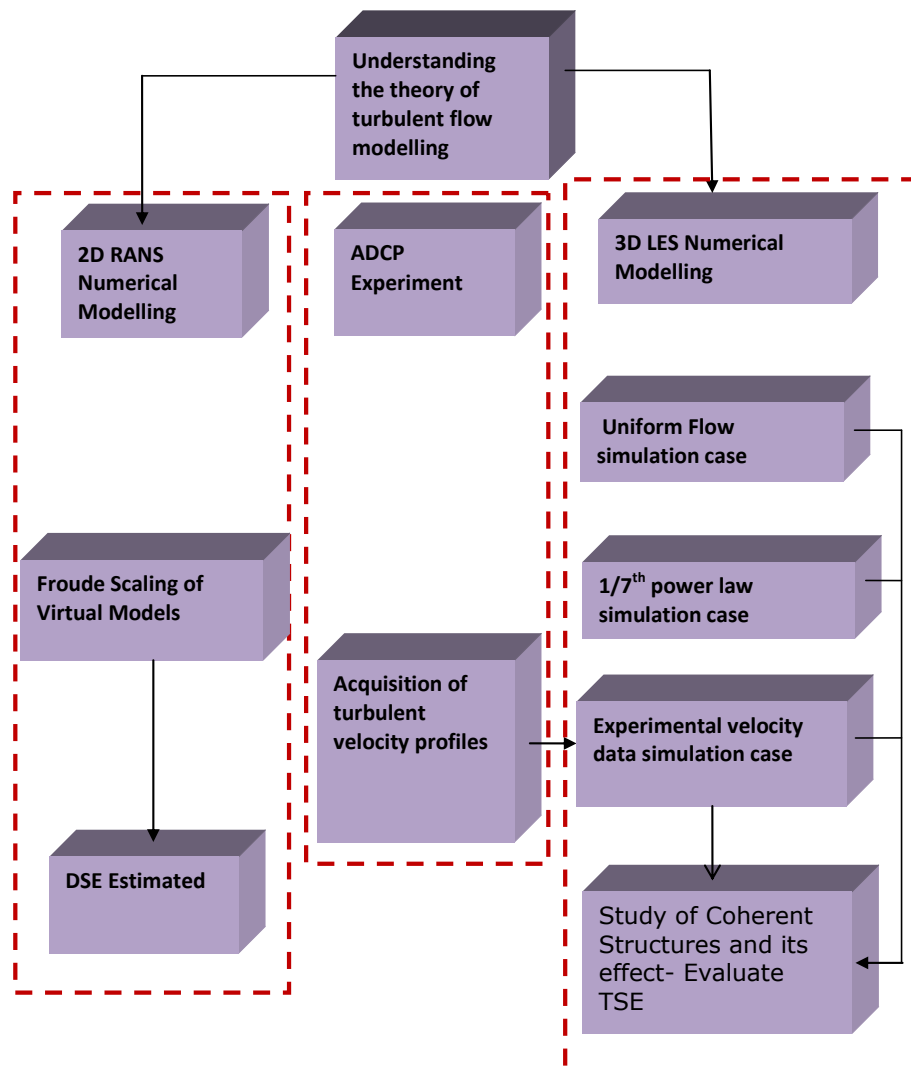 Understanding
the theory of
turbulent flow
modelling
2D RANS
Numerical
Modelling
ADCP
Experiment
3D LES Numerical
Modelling
Uniform Flow
simulation case
1/7th power law
simulation case
Froude Scaling of
Virtual Models
Acquisition of
turbulent
velocity profiles
Experimental velocity
data simulation case
DSE Estimated
Study of Coherent
Structures and its
effect- Evaluate
TSE